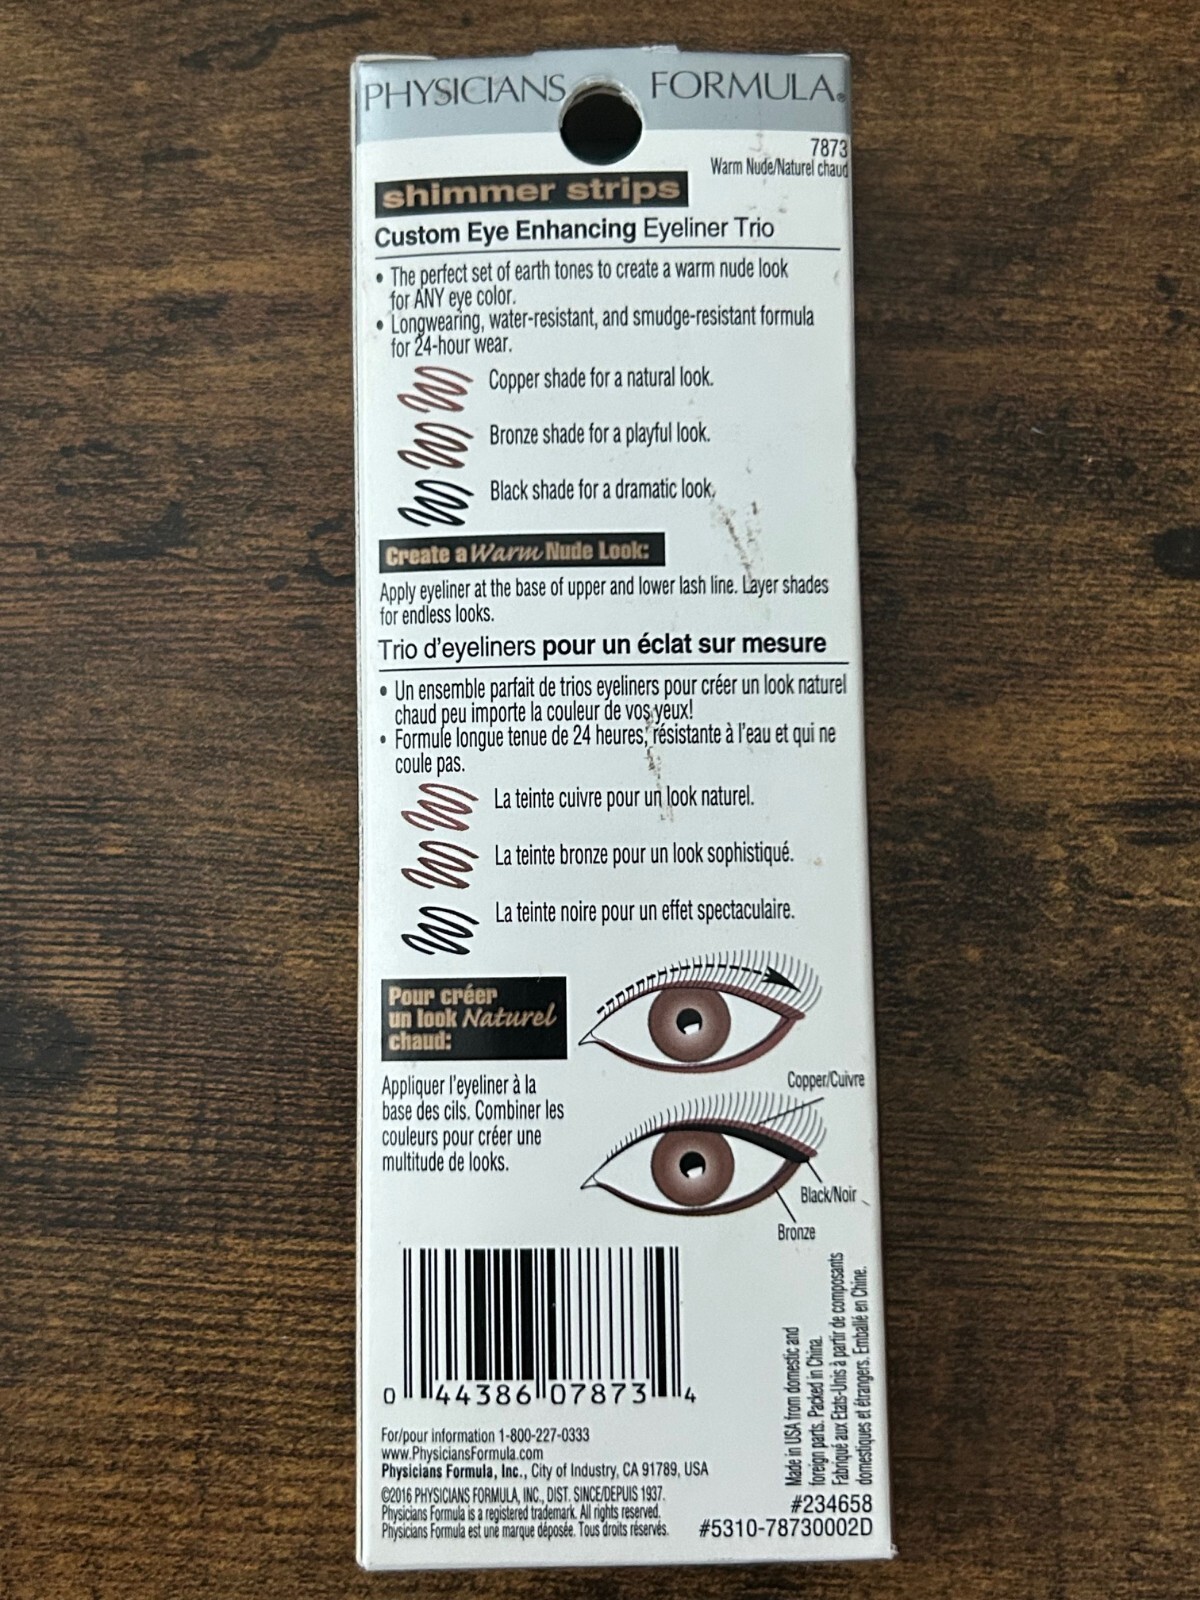 PHYSICIANS FORMULA®
7873
Warm Nude/Naturel chaud
shimmer strips
Custom Eye Enhancing Eyeliner Trio
• The perfect set of earth tones to create a warm nude look
for ANY eye color.
• Longwearing, water-resistant, and smudge-resistant formula
for 24-hour wear.
Copper shade for a natural look.
Bronze shade for a playful look.
Black shade for a dramatic look.
Create a Warm Nude Look:
Apply eyeliner at the base of upper and lower lash line. Layer shades
for endless looks.
Trio d'eyeliners pour un éclat sur mesure
• Un ensemble parfait de trios eyeliners pour créer un look naturel
chaud peu importe la couleur de vos yeux!
• Formule longue tenue de 24 heures, résistante à l'eau et qui ne
coule pas.
La teinte cuivre pour un look naturel.
La teinte bronze pour un look sophistiqué.
La teinte noire pour un effet spectaculaire.
Pour créer
un look Naturel
chaud:
Appliquer l'eyeliner à la
base des cils. Combiner les
couleurs pour créer une
multitude de looks.
Copper/Cuivre
Black/Noir
Bronze
0 44386 07873 4
For/pour information 1-800-227-0333
www.PhysiciansFormula.com
Physicians Formula, Inc., City of Industry, CA 91789, USA
©2016 PHYSICIANS FORMULA, INC., DIST. SINCE/DEPUIS 1937.
Physicians Formula is a registered trademark. All rights reserved.
Physicians Formula est une marque déposée. Tous droits réservés.
Made in USA from domestic and
foreign parts. Packed in China.
Fabriqué aux Etats-Unis à partir de composants
domestiques et étrangers. Emballé en Chine.
#234658
#5310-78730002D